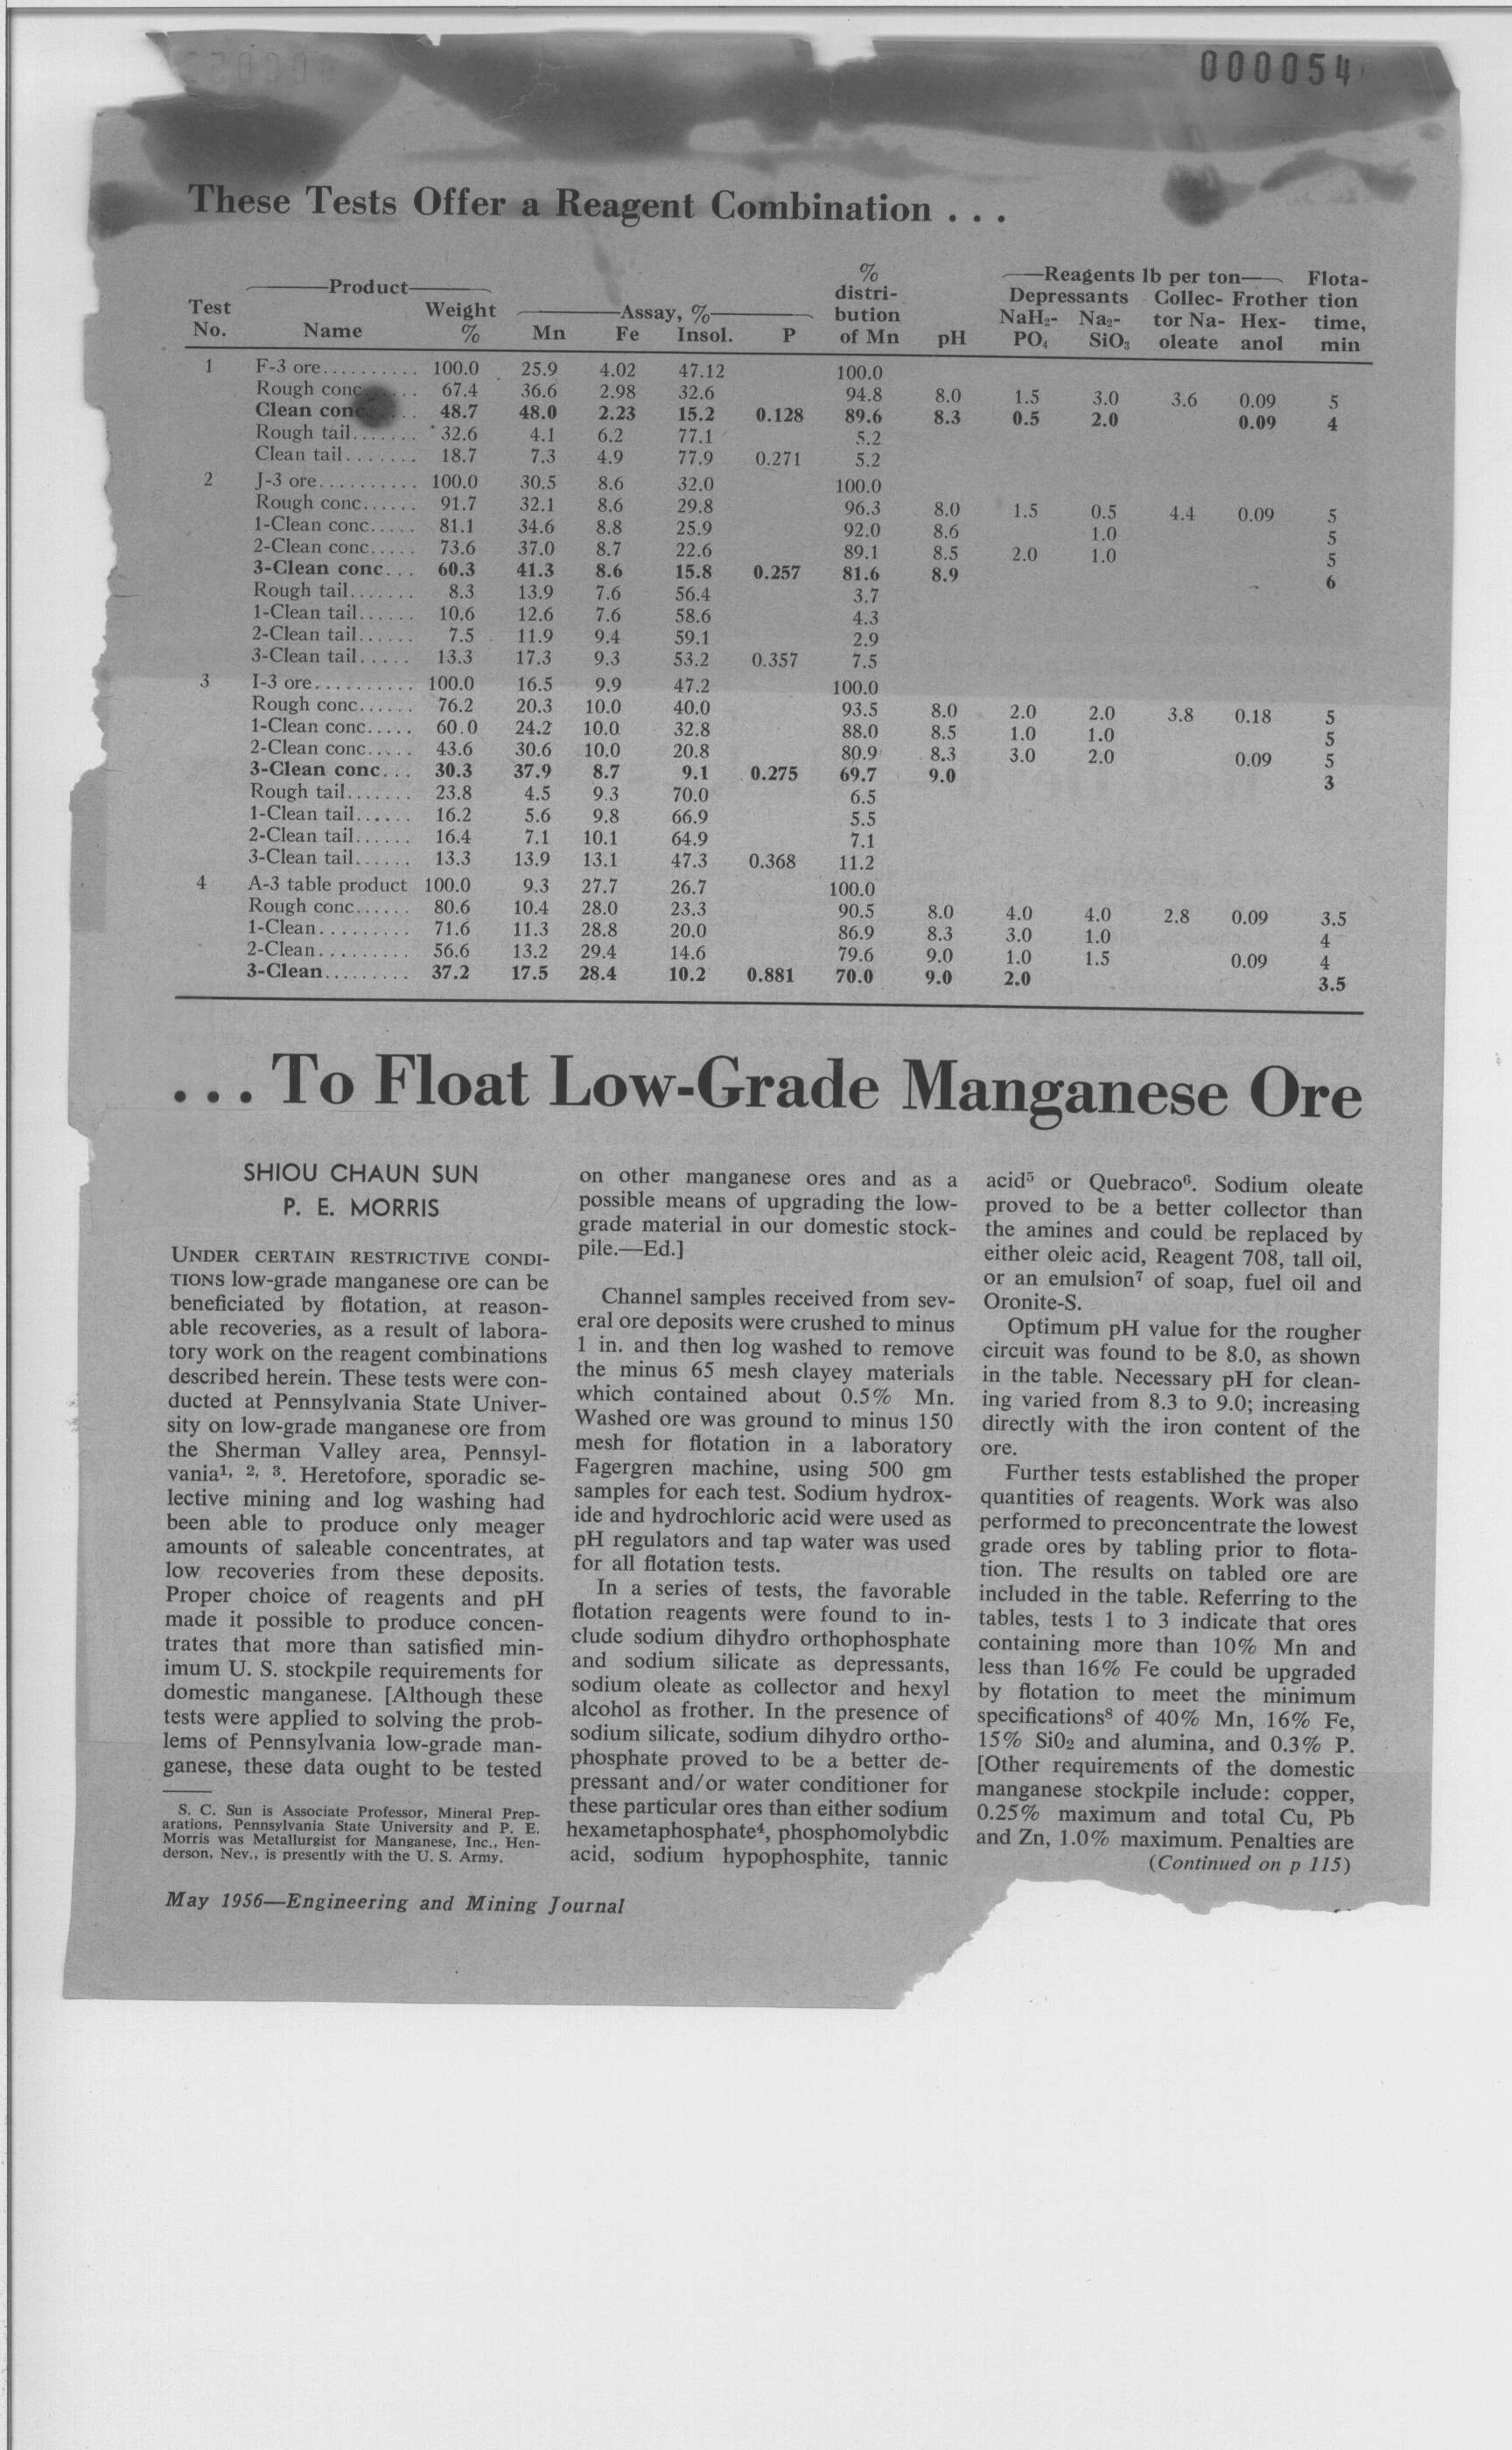 000054
These Tests Offer a Reagent Combination . . .
Product
Test No. Name Weight % Assay, % Mn Fe Insol. P % distri-bution of Mn pH Reagents lb per ton Depressants NaH₂-PO₄ Na₂-SiO₃ Collec-tor Na-oleate Frother Hex-anol Flota-tion time, min
1 F-3 ore.......... 100.0 25.9 4.02 47.12 100.0
Rough conc 67.4 36.6 2.98 32.6 94.8 8.0 1.5 3.0 3.6 0.09 5
Clean conc 48.7 48.0 2.23 15.2 0.128 89.6 8.3 0.5 2.0 0.09 4
Rough tail....... 32.6 4.1 6.2 77.1 5.2
Clean tail....... 18.7 7.3 4.9 77.9 0.271 5.2
2 J-3 ore.......... 100.0 30.5 8.6 32.0 100.0
Rough conc...... 91.7 32.1 8.6 29.8 96.3 8.0 1.5 0.5 4.4 0.09 5
1-Clean conc..... 81.1 34.6 8.8 25.9 92.0 8.6 1.0 5
2-Clean conc..... 73.6 37.0 8.7 22.6 89.1 8.5 2.0 1.0 5
3-Clean conc... 60.3 41.3 8.6 15.8 0.257 81.6 8.9 6
Rough tail....... 8.3 13.9 7.6 56.4 3.7
1-Clean tail...... 10.6 12.6 7.6 58.6 4.3
2-Clean tail...... 7.5 11.9 9.4 59.1 2.9
3-Clean tail..... 13.3 17.3 9.3 53.2 0.357 7.5
3 I-3 ore.......... 100.0 16.5 9.9 47.2 100.0
Rough conc...... 76.2 20.3 10.0 40.0 93.5 8.0 2.0 2.0 3.8 0.18 5
1-Clean conc..... 60.0 24.2 10.0 32.8 88.0 8.5 1.0 1.0 5
2-Clean conc..... 43.6 30.6 10.0 20.8 80.9 8.3 3.0 2.0 0.09 5
3-Clean conc... 30.3 37.9 8.7 9.1 0.275 69.7 9.0 3
Rough tail....... 23.8 4.5 9.3 70.0 6.5
1-Clean tail...... 16.2 5.6 9.8 66.9 5.5
2-Clean tail...... 16.4 7.1 10.1 64.9 7.1
3-Clean tail...... 13.3 13.9 13.1 47.3 0.368 11.2
4 A-3 table product 100.0 9.3 27.7 26.7 100.0
Rough conc...... 80.6 10.4 28.0 23.3 90.5 8.0 4.0 4.0 2.8 0.09 3.5
1-Clean......... 71.6 11.3 28.8 20.0 86.9 8.3 3.0 1.0 4
2-Clean......... 56.6 13.2 29.4 14.6 79.6 9.0 1.0 1.5 0.09 4
3-Clean......... 37.2 17.5 28.4 10.2 0.881 70.0 9.0 2.0 3.5
. . . To Float Low-Grade Manganese Ore
SHIOU CHAUN SUN
P. E. MORRIS
UNDER CERTAIN RESTRICTIVE CONDI-
TIONS low-grade manganese ore can be
beneficiated by flotation, at reason-
able recoveries, as a result of labora-
tory work on the reagent combinations
described herein. These tests were con-
ducted at Pennsylvania State Univer-
sity on low-grade manganese ore from
the Sherman Valley area, Pennsyl-
vania¹, ², ³. Heretofore, sporadic se-
lective mining and log washing had
been able to produce only meager
amounts of saleable concentrates, at
low recoveries from these deposits.
Proper choice of reagents and pH
made it possible to produce concen-
trates that more than satisfied min-
imum U. S. stockpile requirements for
domestic manganese. [Although these
tests were applied to solving the prob-
lems of Pennsylvania low-grade man-
ganese, these data ought to be tested
S. C. Sun is Associate Professor, Mineral Prep-
arations, Pennsylvania State University and P. E.
Morris was Metallurgist for Manganese, Inc., Hen-
derson, Nev., is presently with the U. S. Army.
on other manganese ores and as a
possible means of upgrading the low-
grade material in our domestic stock-
pile.—Ed.]
Channel samples received from sev-
eral ore deposits were crushed to minus
1 in. and then log washed to remove
the minus 65 mesh clayey materials
which contained about 0.5% Mn.
Washed ore was ground to minus 150
mesh for flotation in a laboratory
Fagergren machine, using 500 gm
samples for each test. Sodium hydrox-
ide and hydrochloric acid were used as
pH regulators and tap water was used
for all flotation tests.
In a series of tests, the favorable
flotation reagents were found to in-
clude sodium dihydro orthophosphate
and sodium silicate as depressants,
sodium oleate as collector and hexyl
alcohol as frother. In the presence of
sodium silicate, sodium dihydro ortho-
phosphate proved to be a better de-
pressant and/or water conditioner for
these particular ores than either sodium
hexametaphosphate⁴, phosphomolybdic
acid, sodium hypophosphite, tannic
acid⁵ or Quebraco⁶. Sodium oleate
proved to be a better collector than
the amines and could be replaced by
either oleic acid, Reagent 708, tall oil,
or an emulsion⁷ of soap, fuel oil and
Oronite-S.
Optimum pH value for the rougher
circuit was found to be 8.0, as shown
in the table. Necessary pH for clean-
ing varied from 8.3 to 9.0; increasing
directly with the iron content of the
ore.
Further tests established the proper
quantities of reagents. Work was also
performed to preconcentrate the lowest
grade ores by tabling prior to flota-
tion. The results on tabled ore are
included in the table. Referring to the
tables, tests 1 to 3 indicate that ores
containing more than 10% Mn and
less than 16% Fe could be upgraded
by flotation to meet the minimum
specifications⁸ of 40% Mn, 16% Fe,
15% SiO₂ and alumina, and 0.3% P.
[Other requirements of the domestic
manganese stockpile include: copper,
0.25% maximum and total Cu, Pb
and Zn, 1.0% maximum. Penalties are
(Continued on p 115)
May 1956—Engineering and Mining Journal